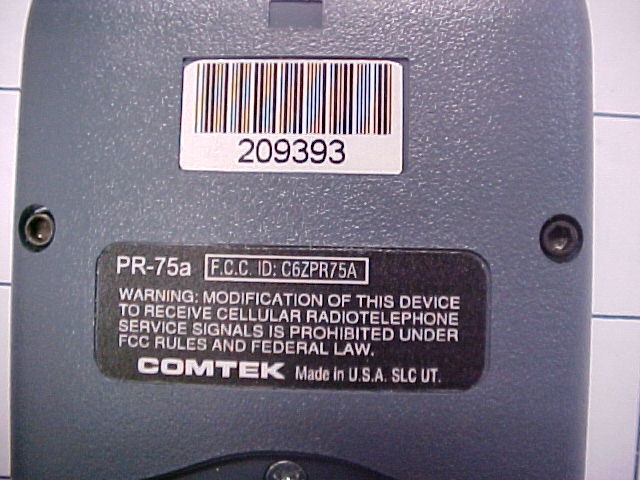 209393
PR-75a F.C.C. ID: C6ZPR75A
WARNING: MODIFICATION OF THIS DEVICE
TO RECEIVE CELLULAR RADIOTELEPHONE
SERVICE SIGNALS IS PROHIBITED UNDER
FCC RULES AND FEDERAL LAW.
COMTEK Made in U.S.A. SLC UT.